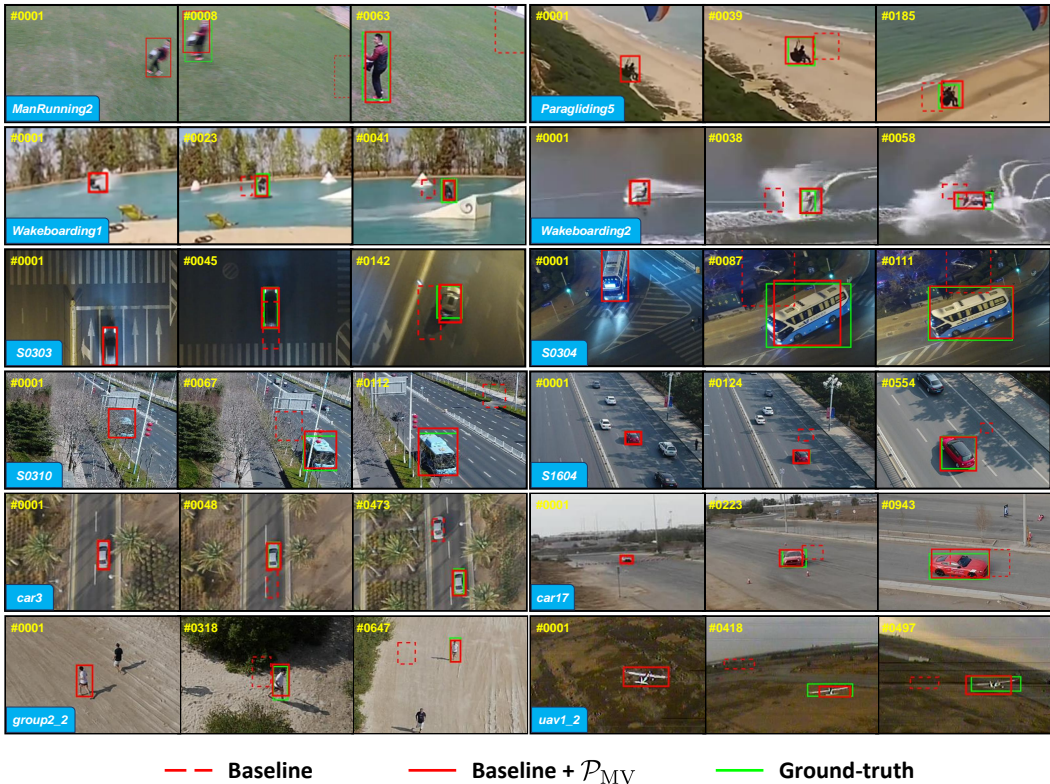 #0001 #0008 #0063
ManRunning2
#0001 #0039 #0185
Paragliding5
#0001 #0023 #0041
Wakeboarding1
#0001 #0038 #0058
Wakeboarding2
#0001 #0045 #0142
S0303
#0001 #0087 #0111
S0304
#0001 #0067 #0112
S0310
#0001 #0124 #0554
S1604
#0001 #0048 #0473
car3
#0001 #0223 #0943
car17
#0001 #0318 #0647
group2_2
#0001 #0418 #0497
uav1_2
Baseline Baseline + 𝒫MV Ground-truth